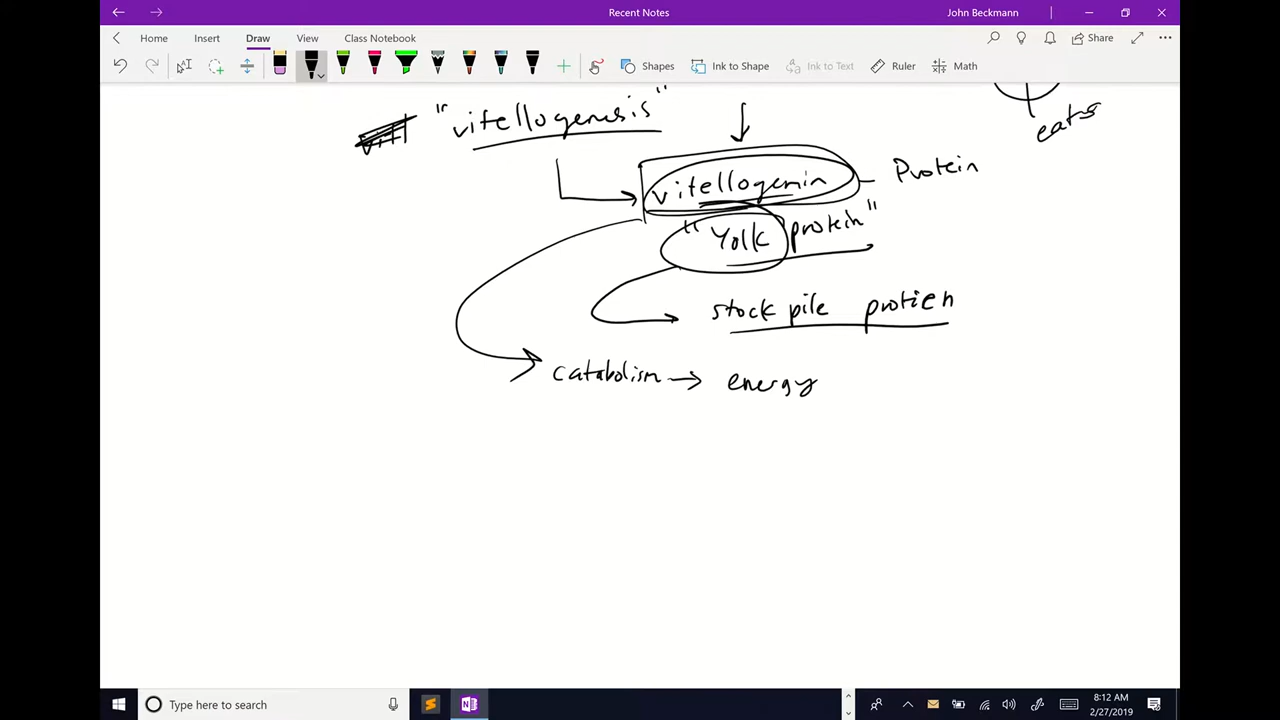 Recent Notes
John Beckmann
Home Insert Draw View Class Notebook
Share
Shapes Ink to Shape Ink to Text Ruler Math
"vitellogenesis"
eats
vitellogenin - Protein
"Yolk protein"
stock pile protien
catabolism → energy
Type here to search
8:12 AM
2/27/2019